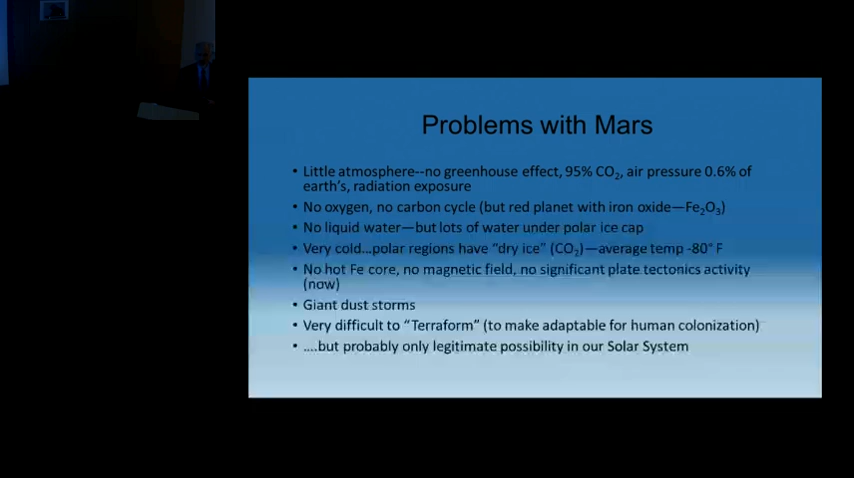 Problems with Mars
• Little atmosphere--no greenhouse effect, 95% CO₂, air pressure 0.6% of
earth's, radiation exposure
• No oxygen, no carbon cycle (but red planet with iron oxide—Fe₂O₃)
• No liquid water—but lots of water under polar ice cap
• Very cold…polar regions have "dry ice" (CO₂)—average temp -80° F
• No hot Fe core, no magnetic field, no significant plate tectonics activity
(now)
• Giant dust storms
• Very difficult to "Terraform" (to make adaptable for human colonization)
• ….but probably only legitimate possibility in our Solar System